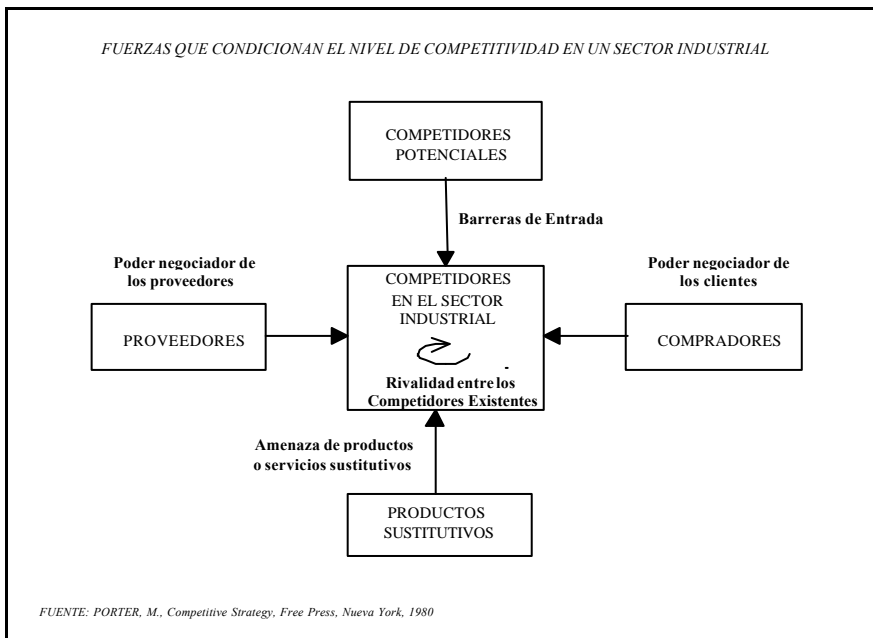 FUERZAS QUE CONDICIONAN EL NIVEL DE COMPETITIVIDAD EN UN SECTOR INDUSTRIAL
COMPETIDORES
POTENCIALES
Barreras de Entrada
Poder negociador de
los proveedores
Poder negociador de
los clientes
COMPETIDORES
EN EL SECTOR
INDUSTRIAL
PROVEEDORES
COMPRADORES
Rivalidad entre los
Competidores Existentes
Amenaza de productos
o servicios sustitutivos
PRODUCTOS
SUSTITUTIVOS
FUENTE: PORTER, M., Competitive Strategy, Free Press, Nueva York, 1980